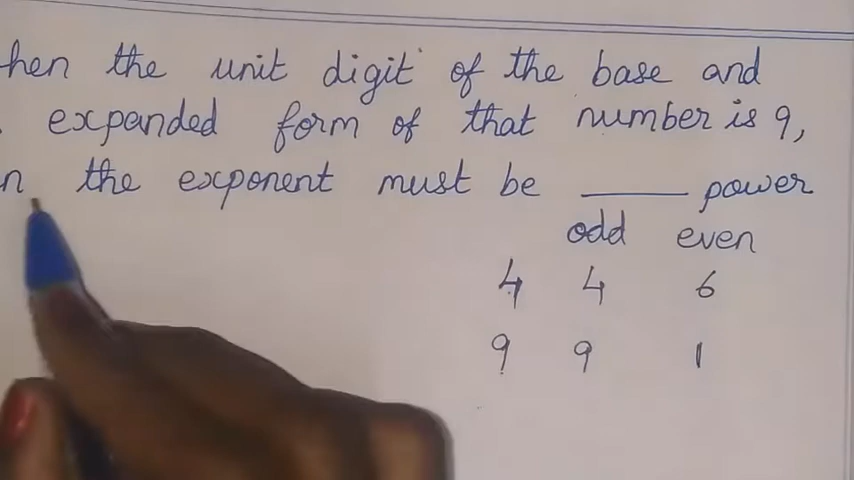 hen the unit digit of the base and
expanded form of that number is 9,
n the exponent must be ______ power
odd even
4 4 6
9 9 1